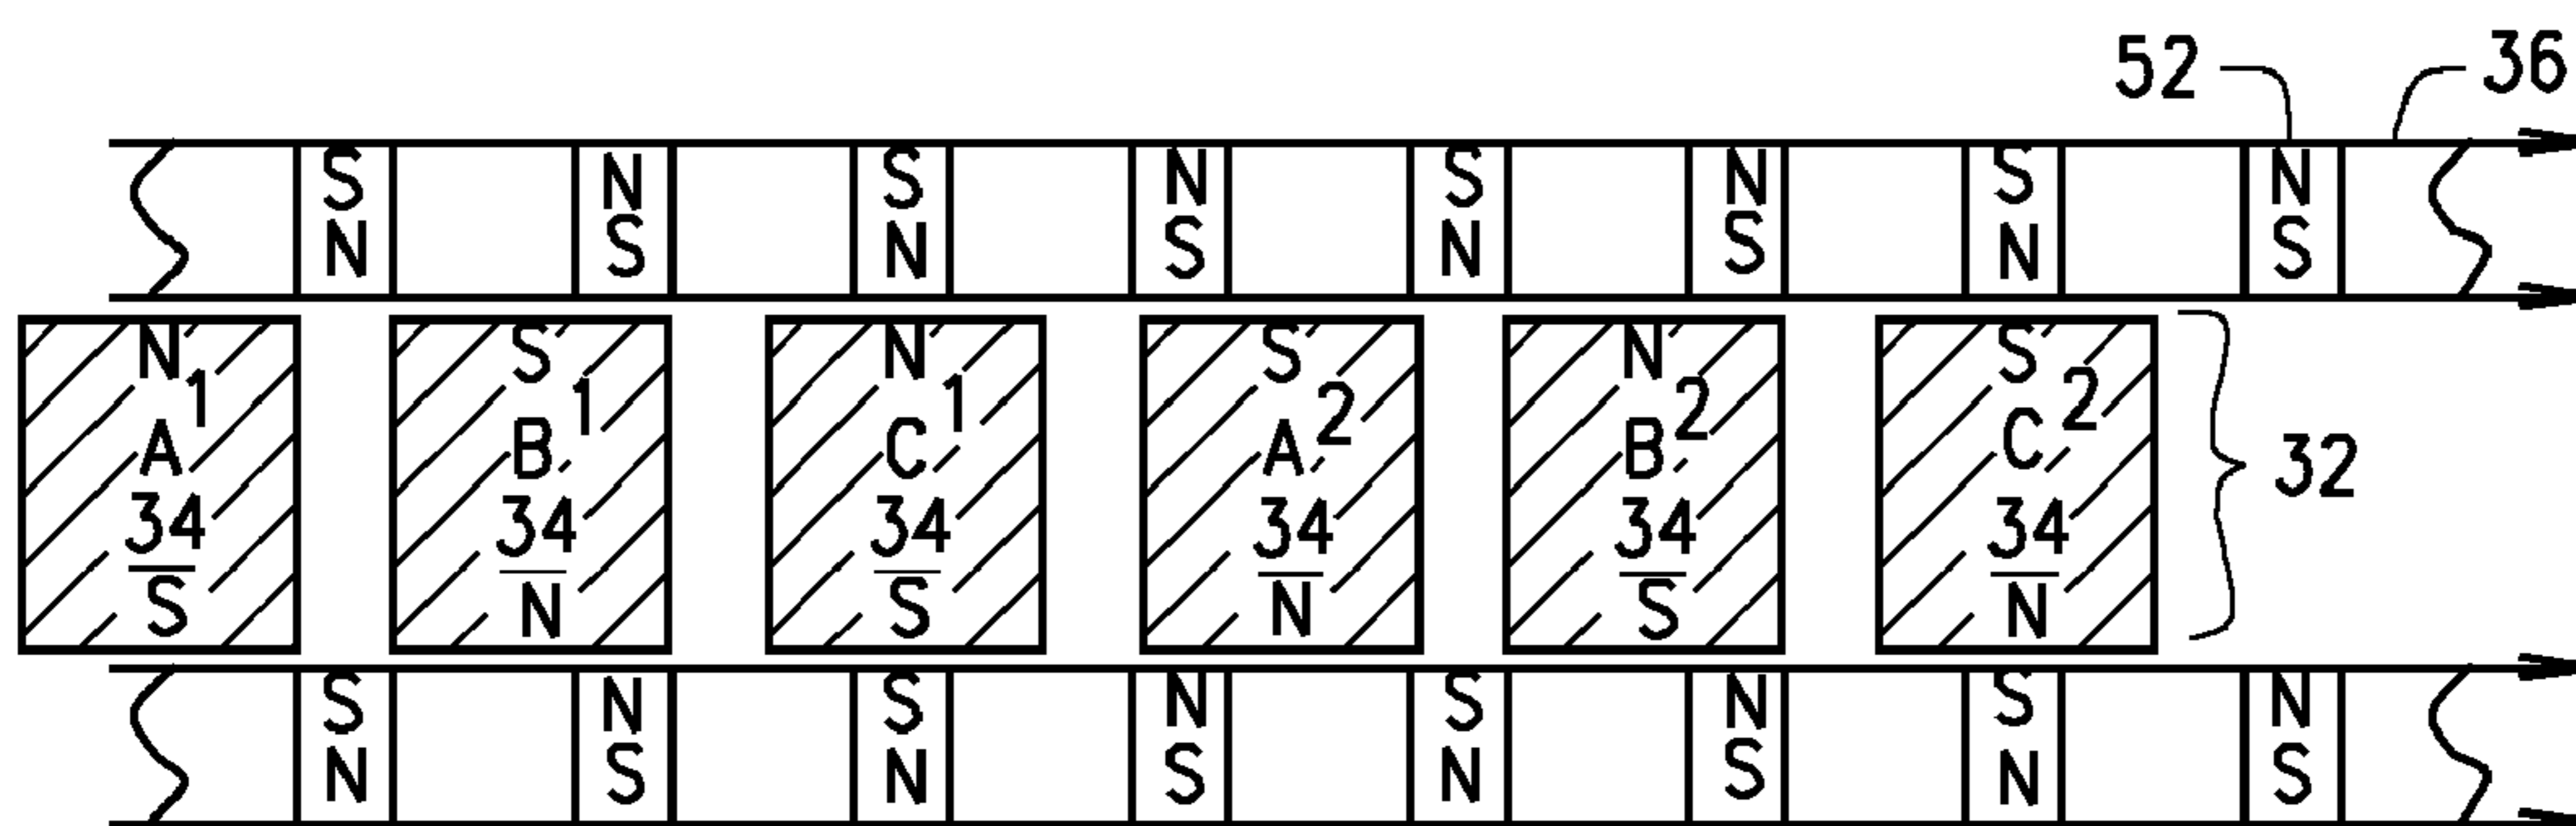 52 36
S N S N S N S N
N S N S N S N S
N S N S N S
1 1 1 2 2 2
A B C A B C
34 34 34 34 34 34
32
S N S N S N
S N S N S N S N
N S N S N S N S